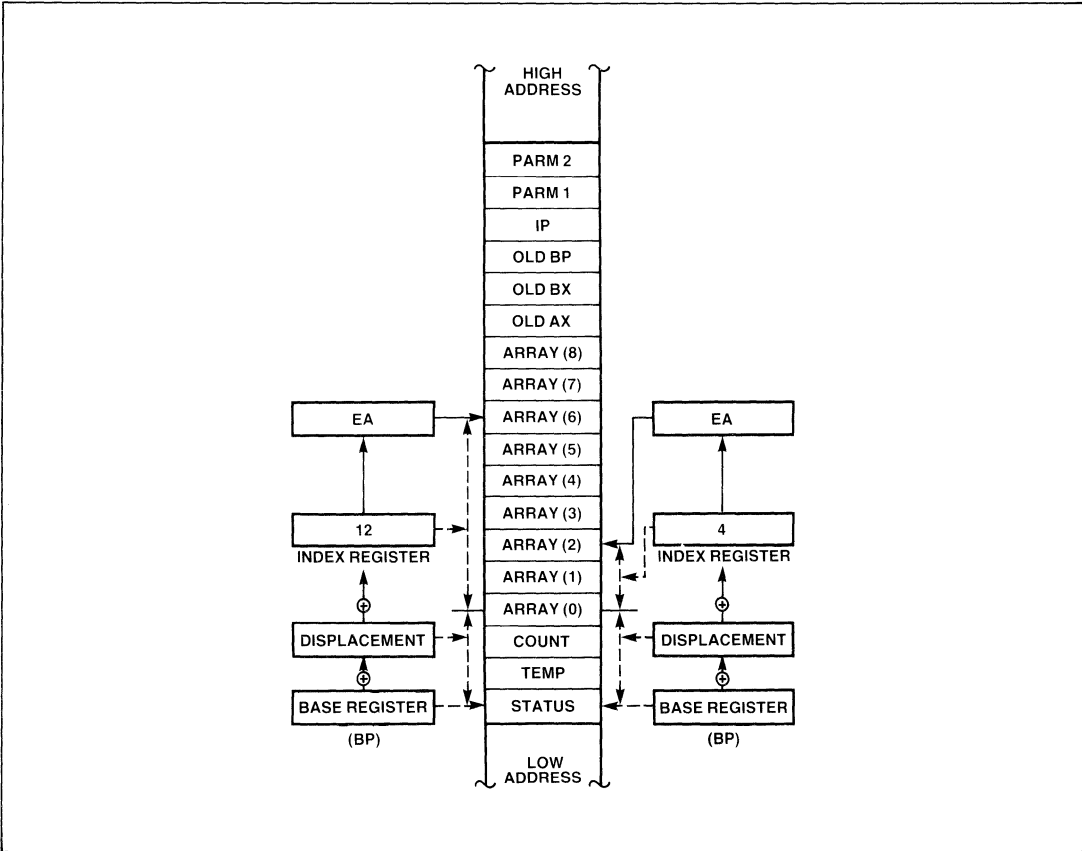 HIGH
ADDRESS
PARM 2
PARM 1
IP
OLD BP
OLD BX
OLD AX
ARRAY (8)
ARRAY (7)
ARRAY (6)
ARRAY (5)
ARRAY (4)
ARRAY (3)
ARRAY (2)
ARRAY (1)
ARRAY (0)
COUNT
TEMP
STATUS
LOW
ADDRESS
EA
12
INDEX REGISTER
DISPLACEMENT
BASE REGISTER
(BP)
EA
4
INDEX REGISTER
DISPLACEMENT
BASE REGISTER
(BP)